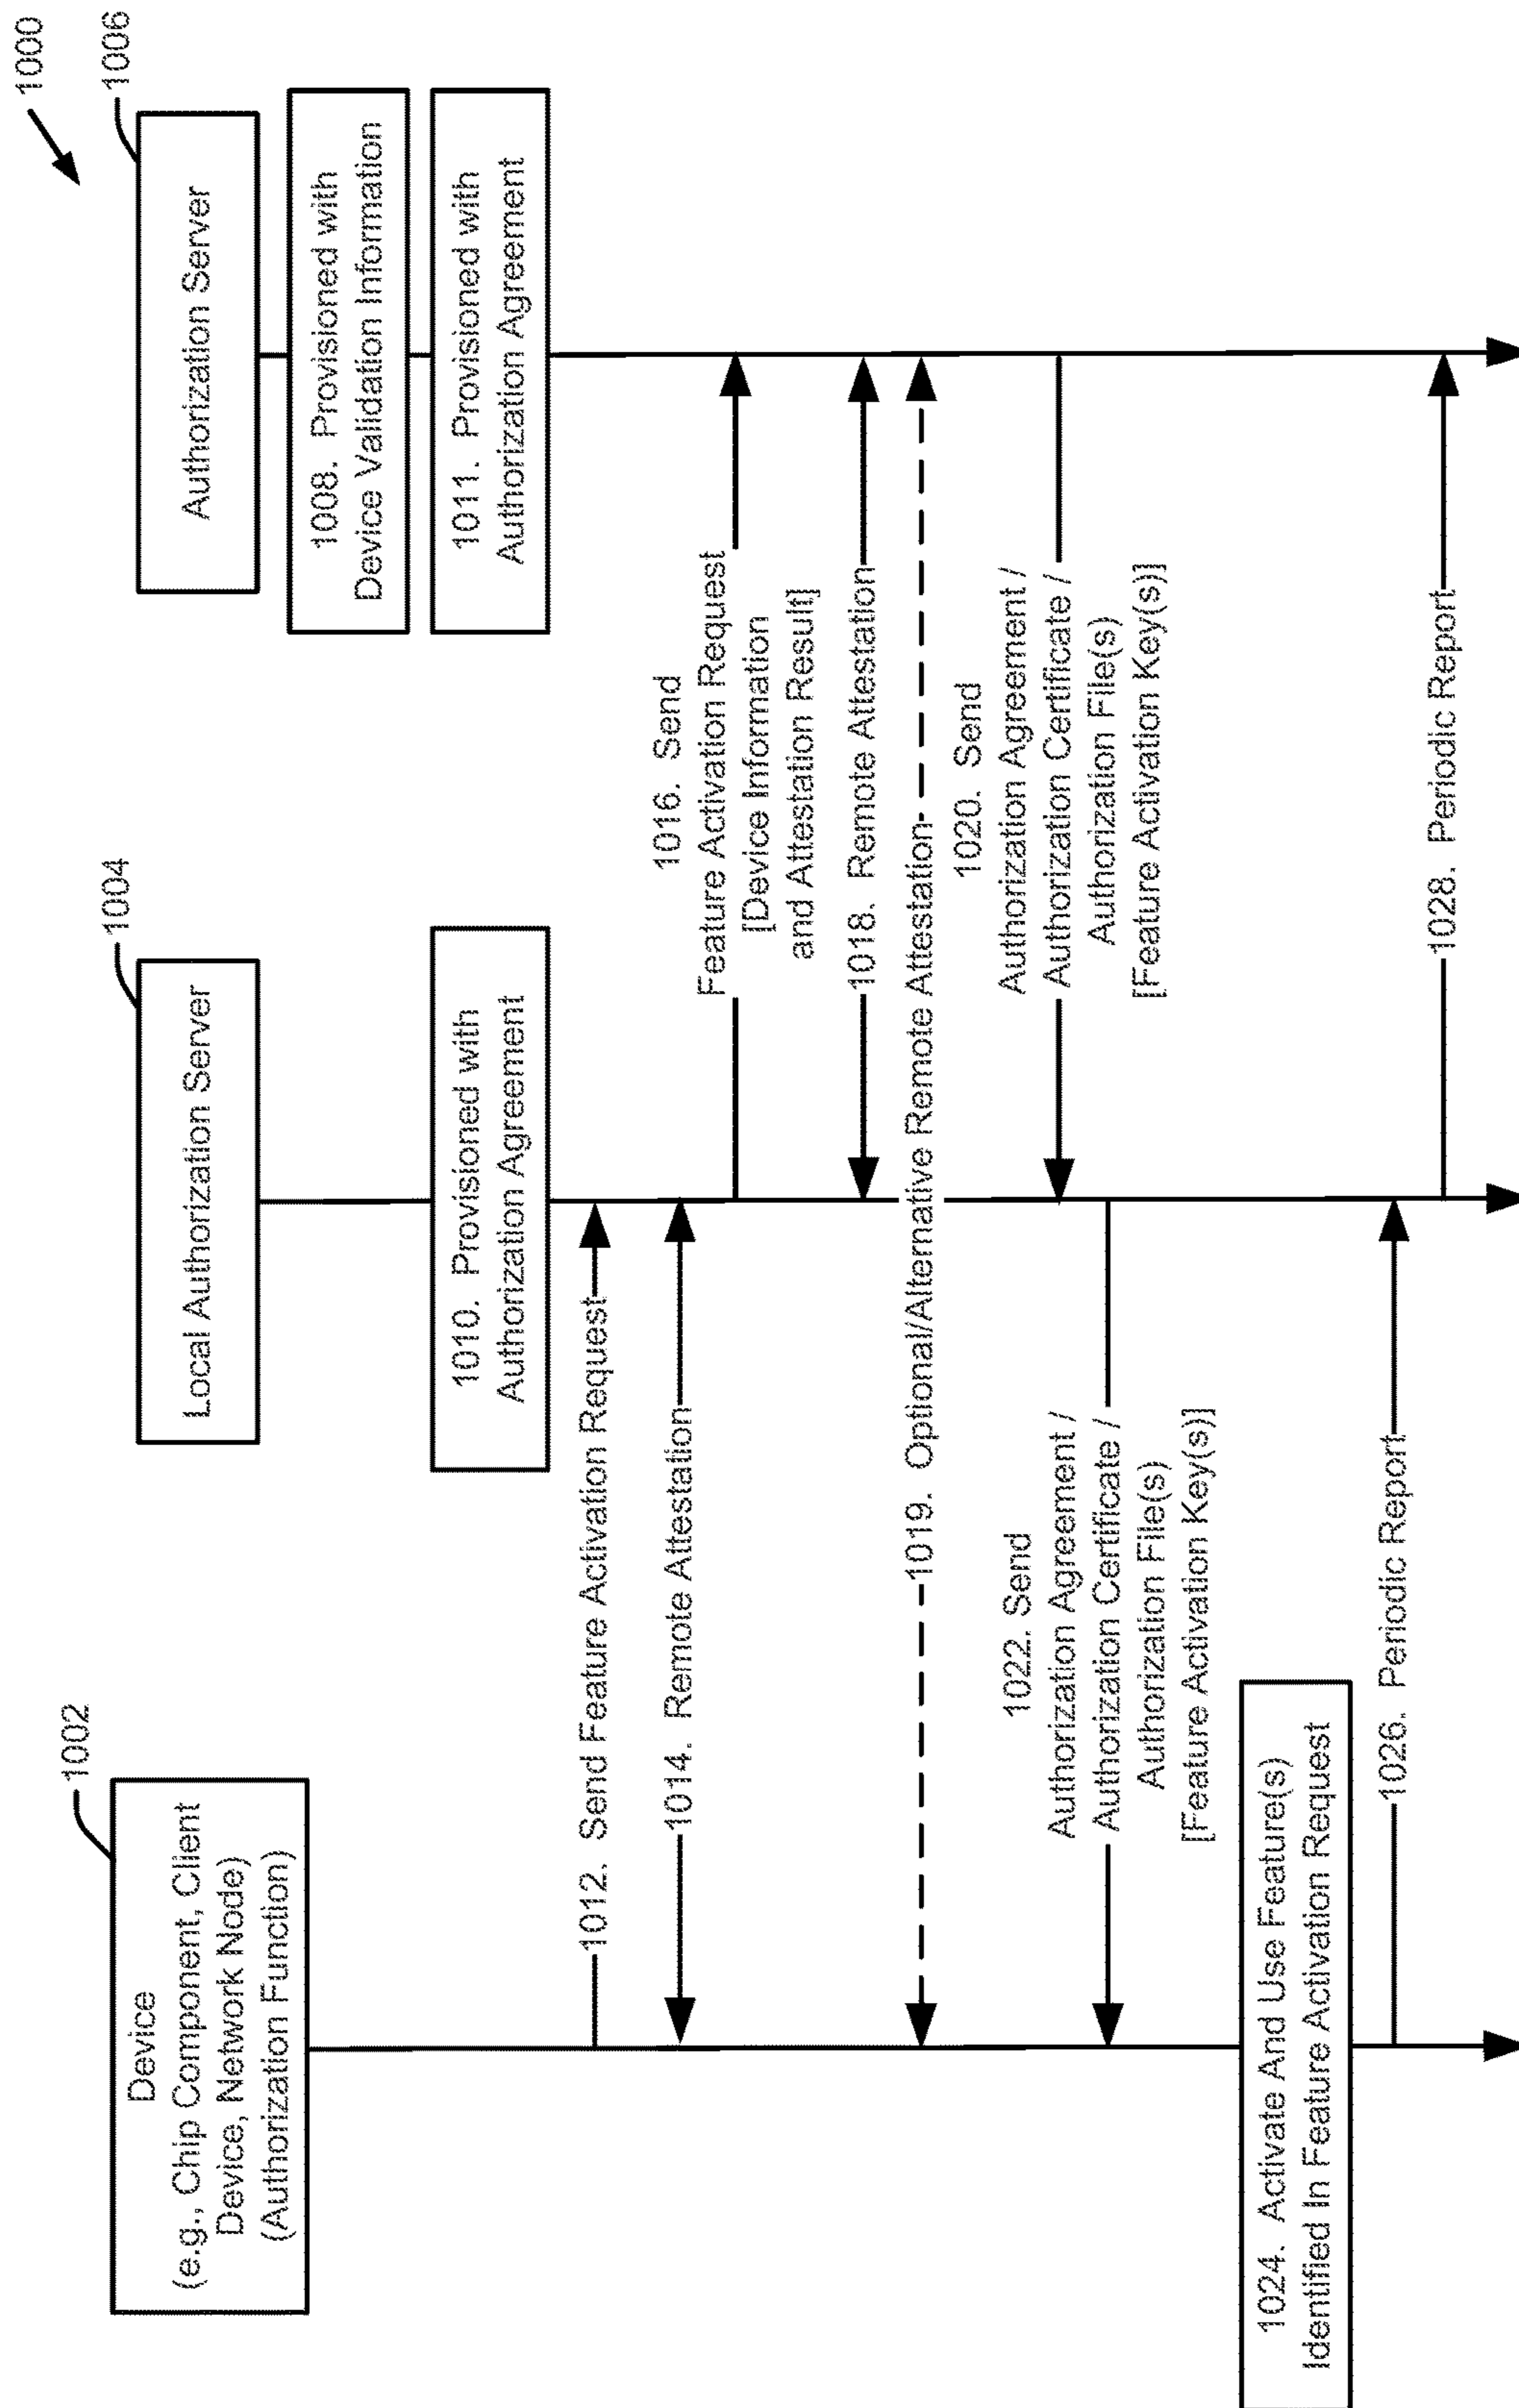 1000
1002
Device
(e.g., Chip Component, Client
Device, Network Node)
(Authorization Function)
1004
Local Authorization Server
1006
Authorization Server
1008. Provisioned with
Device Validation Information
1010. Provisioned with
Authorization Agreement
1011. Provisioned with
Authorization Agreement
1012. Send Feature Activation Request
1014. Remote Attestation
1016. Send
Feature Activation Request
[Device Information
and Attestation Result]
1018. Remote Attestation
1019. Optional/Alternative Remote Attestation
1020. Send
Authorization Agreement /
Authorization Certificate /
Authorization File(s)
[Feature Activation Key(s)]
1022. Send
Authorization Agreement /
Authorization Certificate /
Authorization File(s)
[Feature Activation Key(s)]
1024. Activate And Use Feature(s)
Identified In Feature Activation Request
1026. Periodic Report
1028. Periodic Report